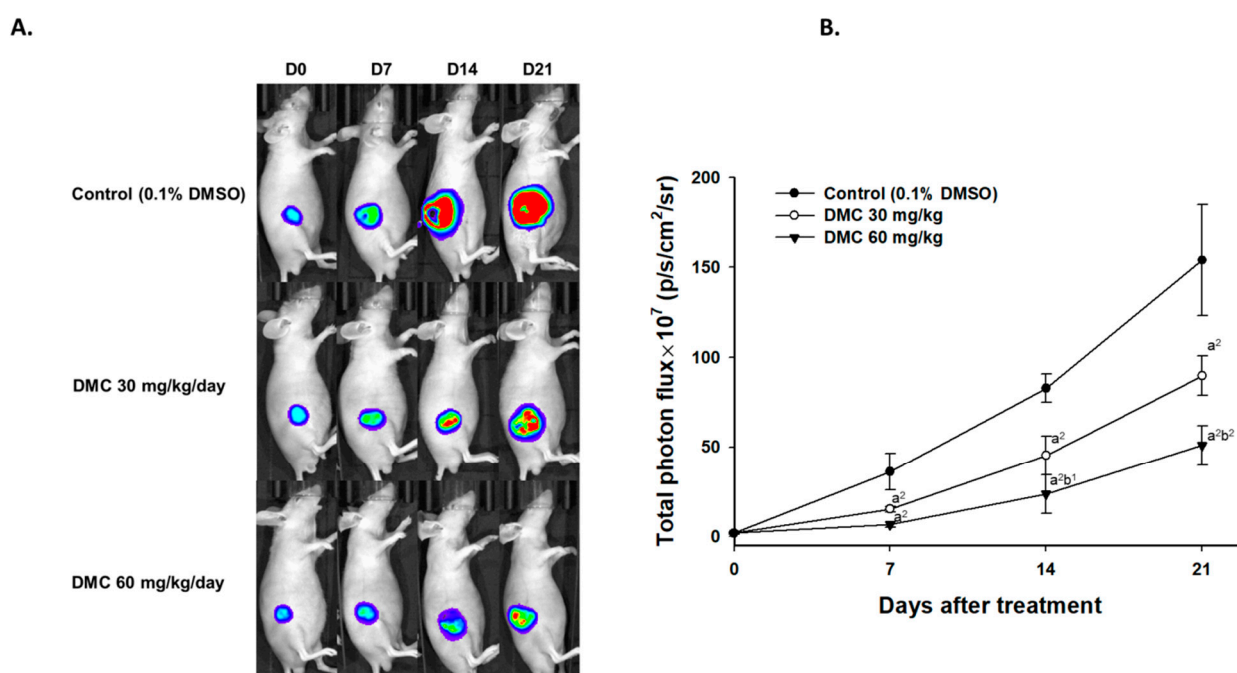 A.
B.
D0 D7 D14 D21
Control (0.1% DMSO)
DMC 30 mg/kg/day
DMC 60 mg/kg/day
Total photon flux×10⁷ (p/s/cm²/sr)
200
150
100
50
0
Control (0.1% DMSO)
DMC 30 mg/kg
DMC 60 mg/kg
a²
a²
a²
a²b¹
a²
a²b²
0 7 14 21
Days after treatment